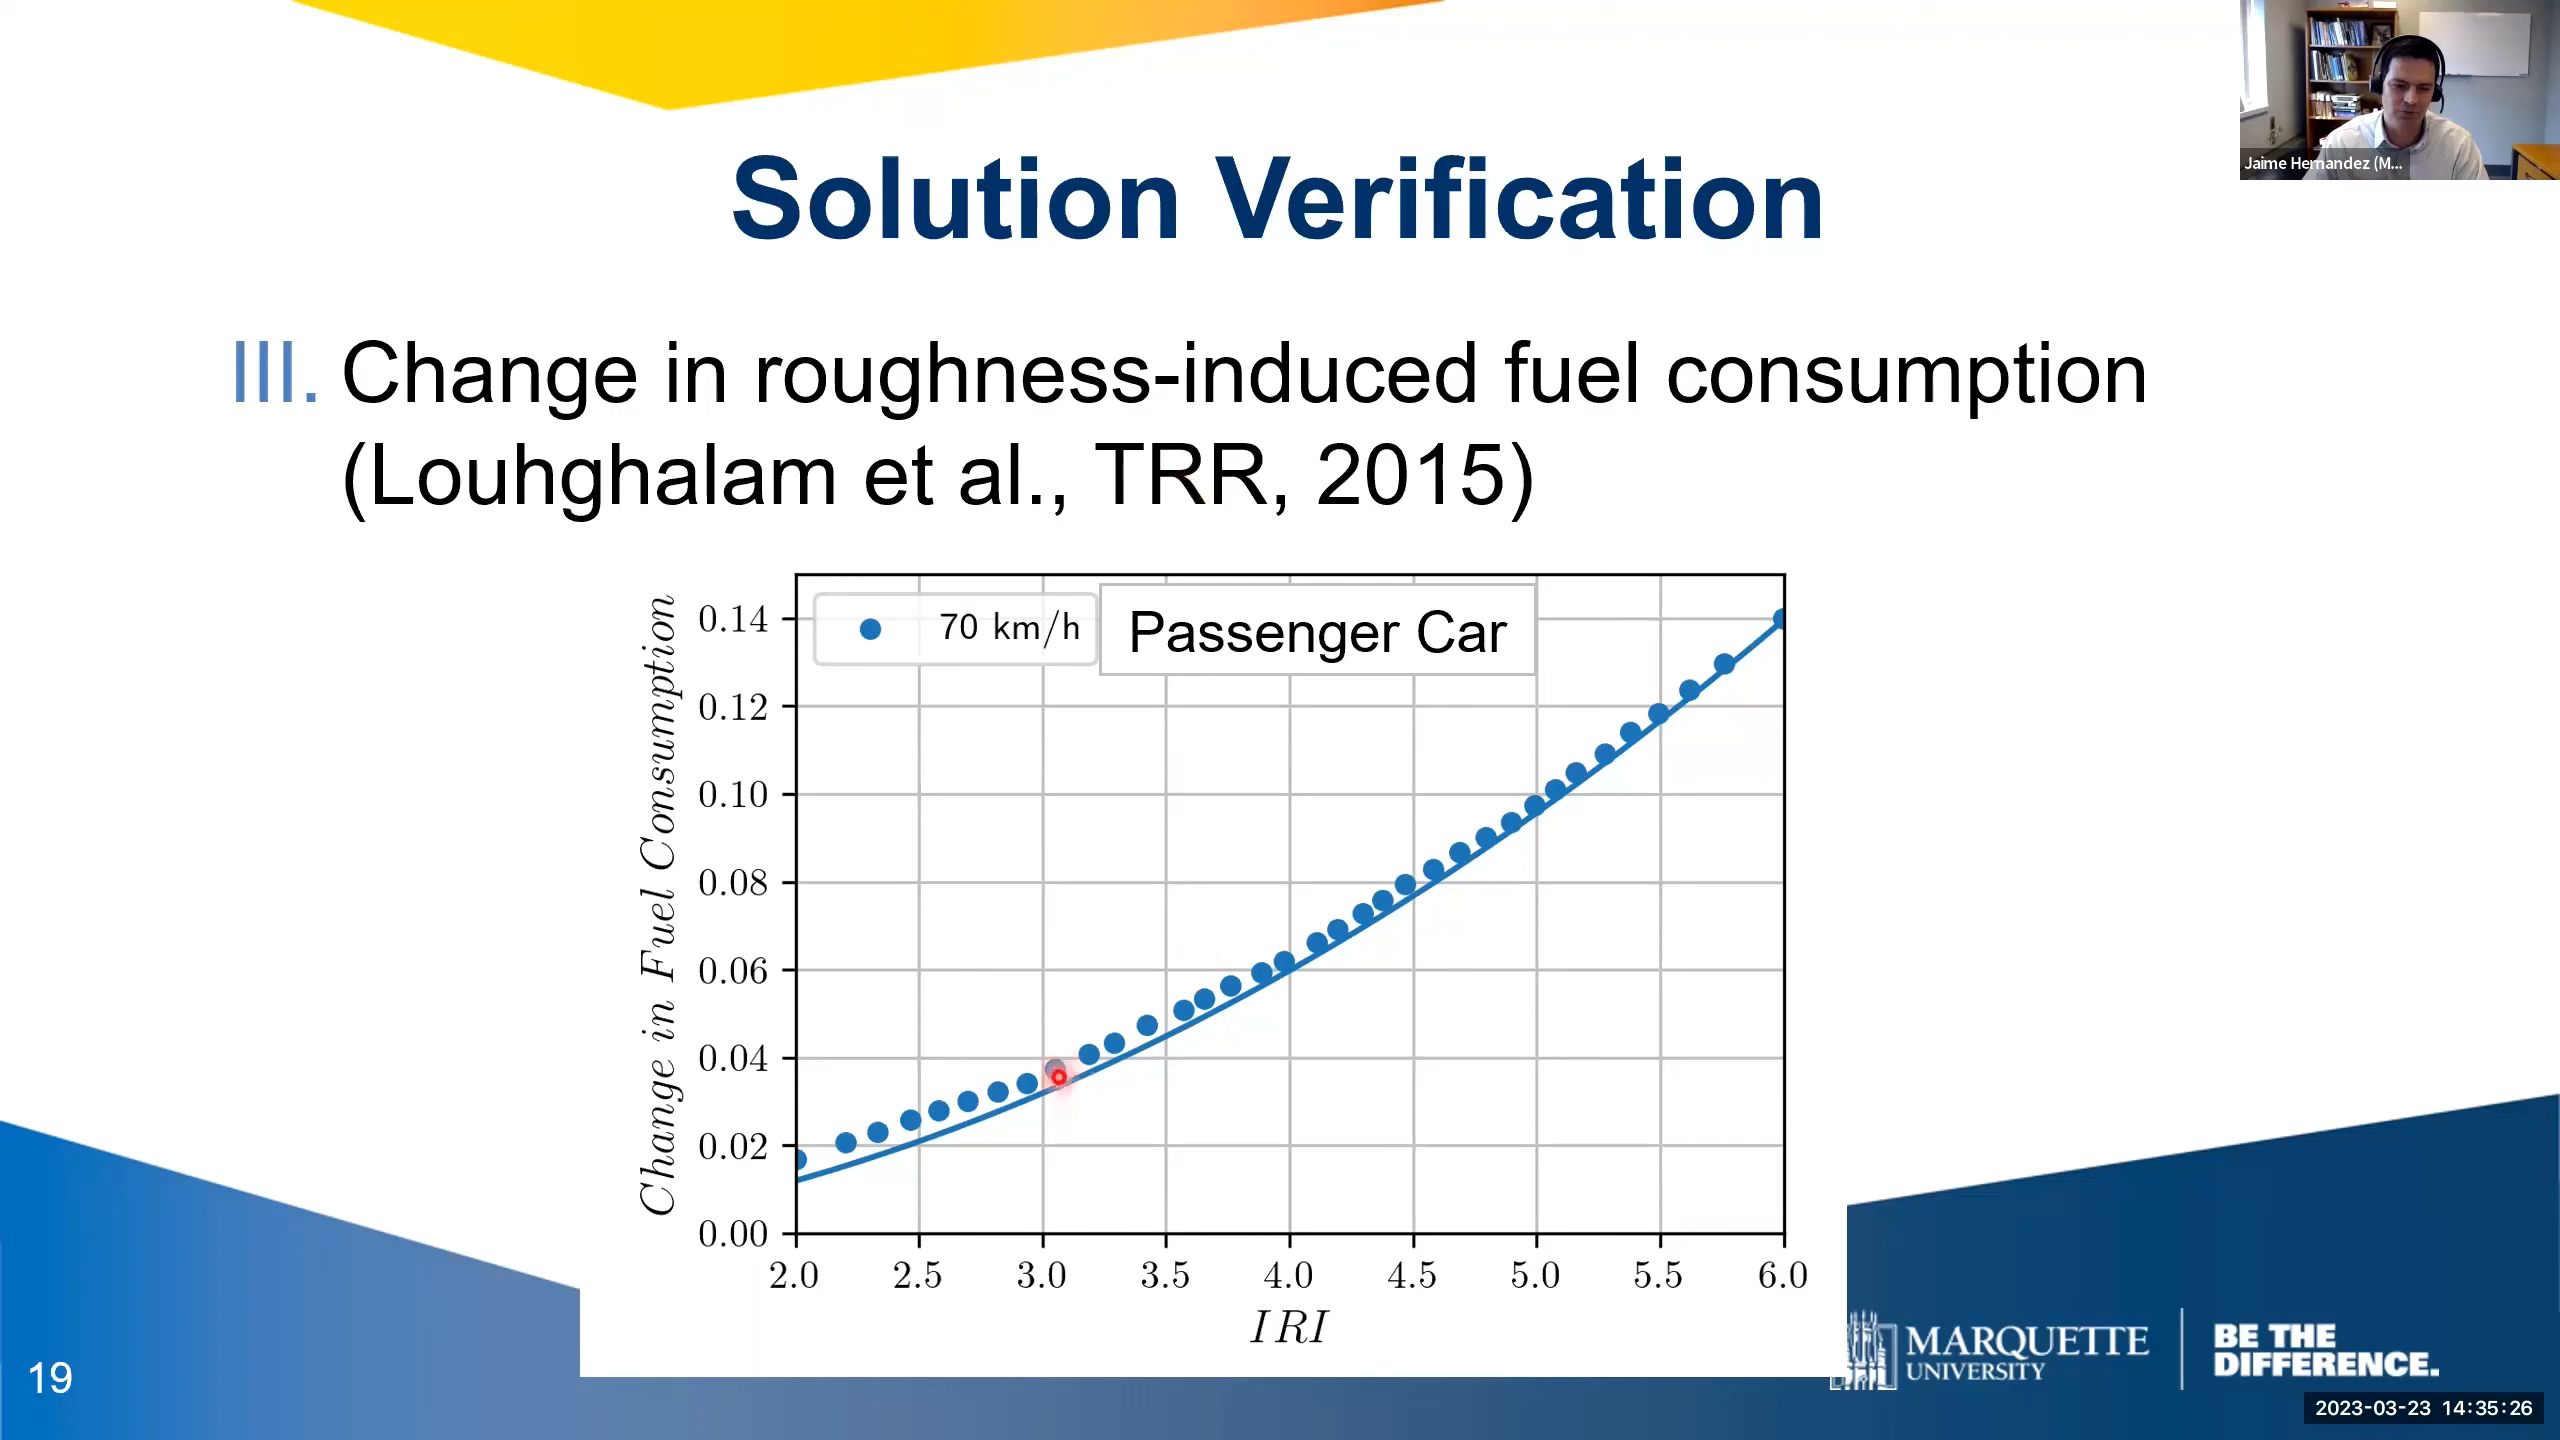 Jaime Hernandez (M...
Solution Verification
III. Change in roughness-induced fuel consumption
(Louhghalam et al., TRR, 2015)
70 km/h
Passenger Car
Change in Fuel Consumption
0.14
0.12
0.10
0.08
0.06
0.04
0.02
0.00
2.0 2.5 3.0 3.5 4.0 4.5 5.0 5.5 6.0
IRI
19
MARQUETTE
UNIVERSITY
BE THE
DIFFERENCE.
2023-03-23 14:35:26